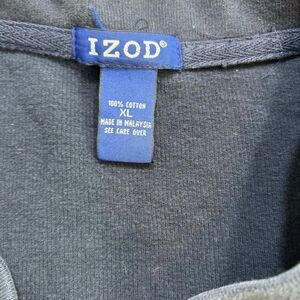 IZOD®
100% COTTON
XL
MADE IN MALAYSIA
SEE CARE OVER